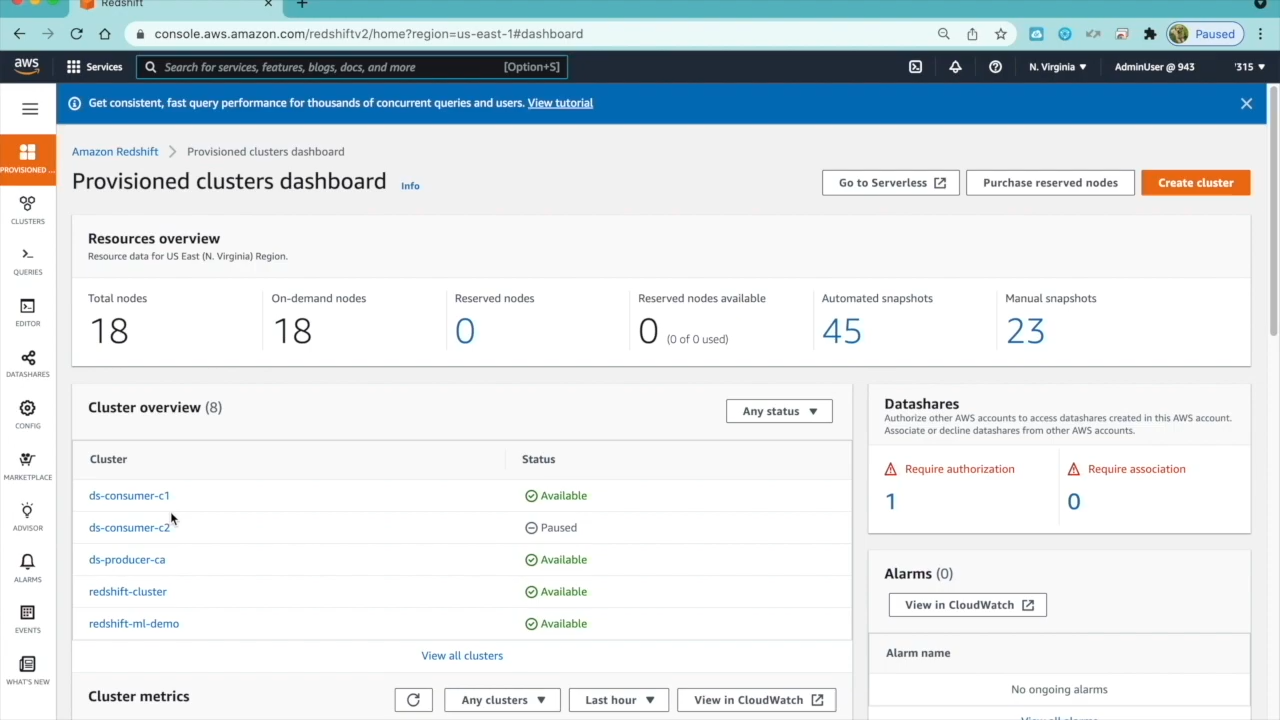 Redshift
console.aws.amazon.com/redshiftv2/home?region=us-east-1#dashboard
Paused
aws
Services
Search for services, features, blogs, docs, and more
[Option+S]
N. Virginia
AdminUser @ 943
'315
Get consistent, fast query performance for thousands of concurrent queries and users. View tutorial
PROVISIONED ...
CLUSTERS
QUERIES
EDITOR
DATASHARES
CONFIG
MARKETPLACE
ADVISOR
ALARMS
EVENTS
WHAT'S NEW
Amazon Redshift
Provisioned clusters dashboard
Provisioned clusters dashboard
Info
Go to Serverless
Purchase reserved nodes
Create cluster
Resources overview
Resource data for US East (N. Virginia) Region.
Total nodes
18
On-demand nodes
18
Reserved nodes
0
Reserved nodes available
0 (0 of 0 used)
Automated snapshots
45
Manual snapshots
23
Cluster overview (8)
Any status
Cluster
Status
ds-consumer-c1
Available
ds-consumer-c2
Paused
ds-producer-ca
Available
redshift-cluster
Available
redshift-ml-demo
Available
View all clusters
Cluster metrics
Any clusters
Last hour
View in CloudWatch
Datashares
Authorize other AWS accounts to access datashares created in this AWS account.
Associate or decline datashares from other AWS accounts.
Require authorization
1
Require association
0
Alarms (0)
View in CloudWatch
Alarm name
No ongoing alarms
View all alarms